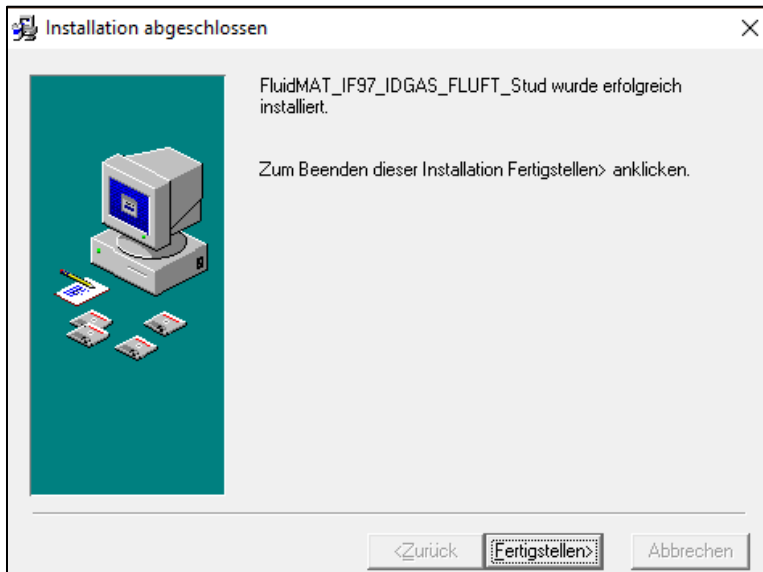 Installation abgeschlossen
FluidMAT_IF97_IDGAS_FLUFT_Stud wurde erfolgreich
installiert.
Zum Beenden dieser Installation Fertigstellen> anklicken.
<Zurück
Fertigstellen>
Abbrechen